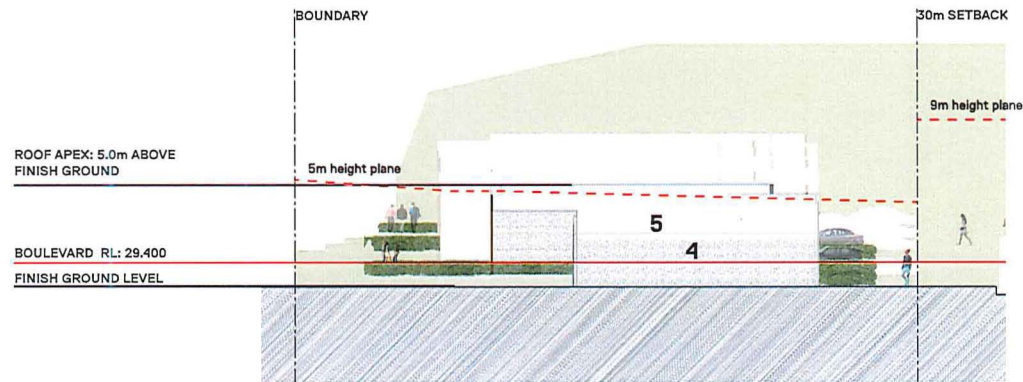 BOUNDARY
30m SETBACK
9m height plane
ROOF APEX: 5.0m ABOVE
FINISH GROUND
5m height plane
5
4
BOULEVARD RL: 29.400
FINISH GROUND LEVEL